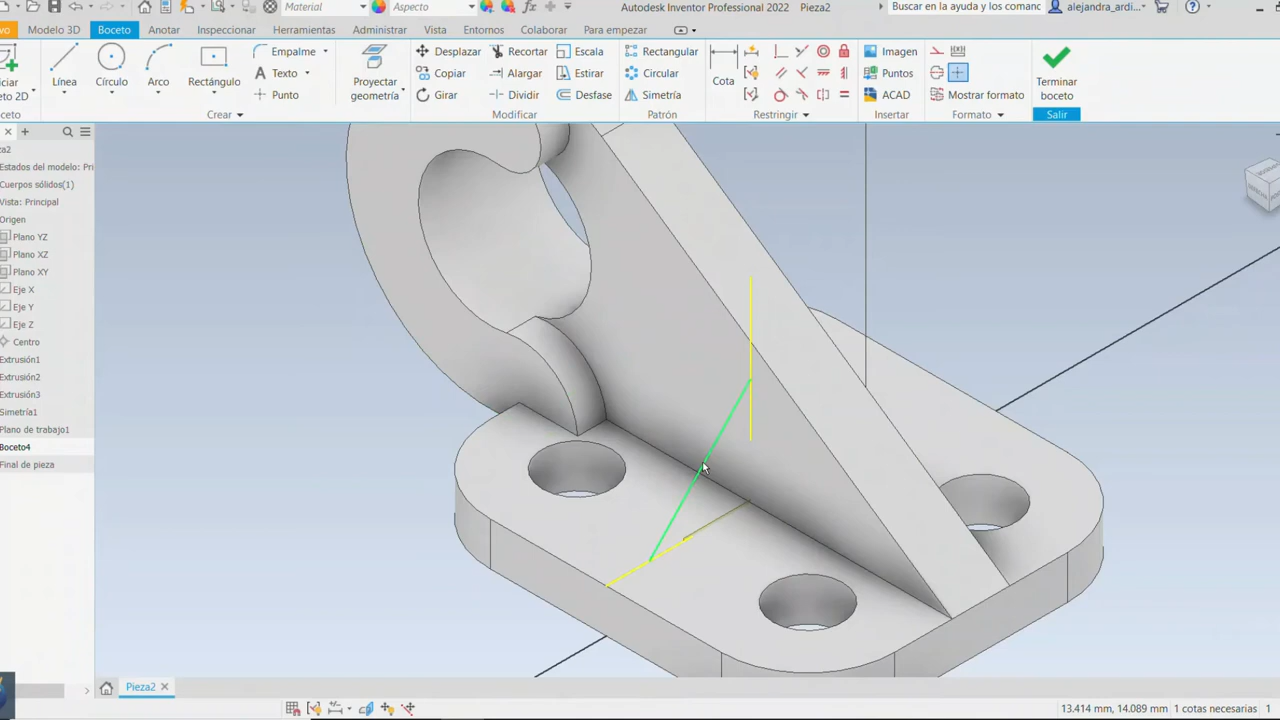 Material
Aspecto
Autodesk Inventor Professional 2022 Pieza2
Buscar en la ayuda y los comanc
alejandra_ardi...
Modelo 3D
Boceto
Anotar
Inspeccionar
Herramientas
Administrar
Vista
Entornos
Colaborar
Para empezar
Línea
Círculo
Arco
Rectángulo
Empalme
Texto
Punto
Proyectar
geometría
Desplazar
Copiar
Girar
Recortar
Alargar
Dividir
Escala
Estirar
Desfase
Rectangular
Circular
Simetría
Cota
Imagen
Puntos
ACAD
Mostrar formato
Terminar
boceto
Crear
Modificar
Patrón
Restringir
Insertar
Formato
Salir
Estados del modelo: Pri
Cuerpos sólidos(1)
Vista: Principal
Origen
Plano YZ
Plano XZ
Plano XY
Eje X
Eje Y
Eje Z
Centro
Extrusión1
Extrusión2
Extrusión3
Simetría1
Plano de trabajo1
Boceto4
Final de pieza
Pieza2
13.414 mm, 14.089 mm 1 cotas necesarias 1